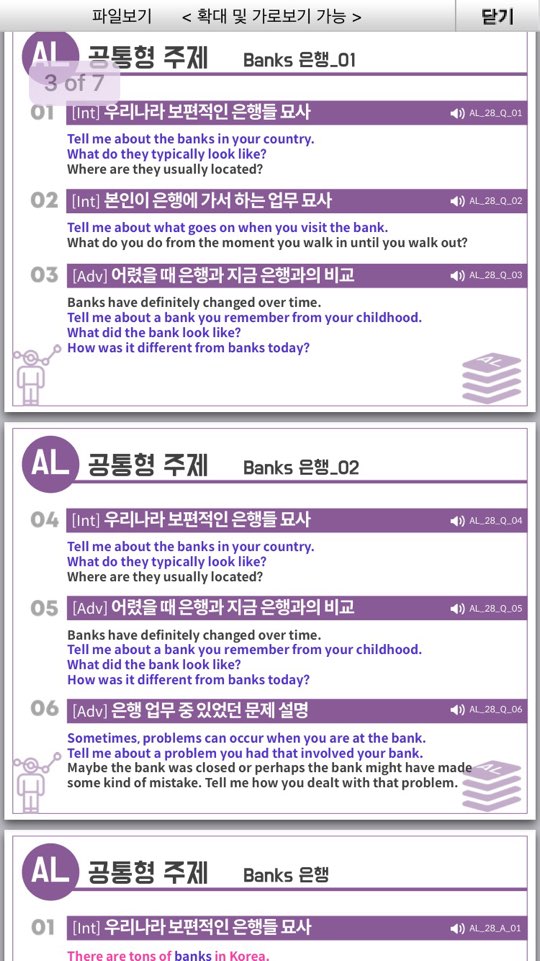 파일보기 < 확대 및 가로보기 가능 > 닫기
AL 공통형 주제 Banks 은행_01
3 of 7
01 [Int] 우리나라 보편적인 은행들 묘사 AL_28_Q_01
Tell me about the banks in your country.
What do they typically look like?
Where are they usually located?
02 [Int] 본인이 은행에 가서 하는 업무 묘사 AL_28_Q_02
Tell me about what goes on when you visit the bank.
What do you do from the moment you walk in until you walk out?
03 [Adv] 어렸을 때 은행과 지금 은행과의 비교 AL_28_Q_03
Banks have definitely changed over time.
Tell me about a bank you remember from your childhood.
What did the bank look like?
How was it different from banks today?
AL
AL 공통형 주제 Banks 은행_02
04 [Int] 우리나라 보편적인 은행들 묘사 AL_28_Q_04
Tell me about the banks in your country.
What do they typically look like?
Where are they usually located?
05 [Adv] 어렸을 때 은행과 지금 은행과의 비교 AL_28_Q_05
Banks have definitely changed over time.
Tell me about a bank you remember from your childhood.
What did the bank look like?
How was it different from banks today?
06 [Adv] 은행 업무 중 있었던 문제 설명 AL_28_Q_06
Sometimes, problems can occur when you are at the bank.
Tell me about a problem you had that involved your bank.
Maybe the bank was closed or perhaps the bank might have made
some kind of mistake. Tell me how you dealt with that problem.
AL
AL 공통형 주제 Banks 은행
01 [Int] 우리나라 보편적인 은행들 묘사 AL_28_A_01
There are tons of banks in Korea.